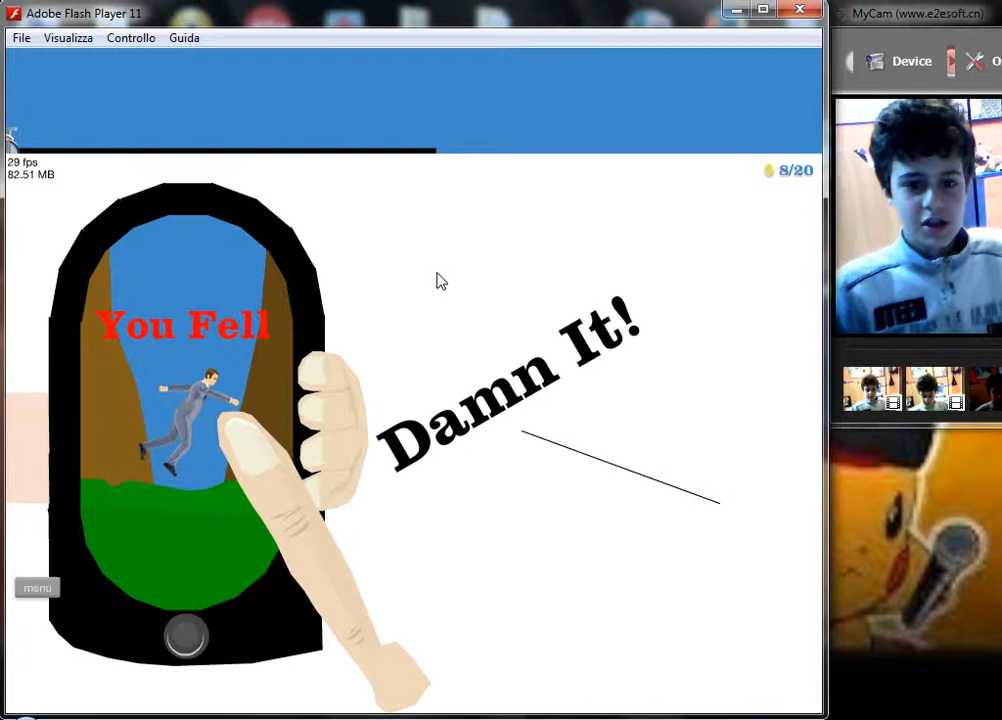 Adobe Flash Player 11
MyCam (www.e2esoft.cn)
File Visualizza Controllo Guida
Device
O
29 fps
82.51 MB
8/20
You Fell
Damn It!
menu